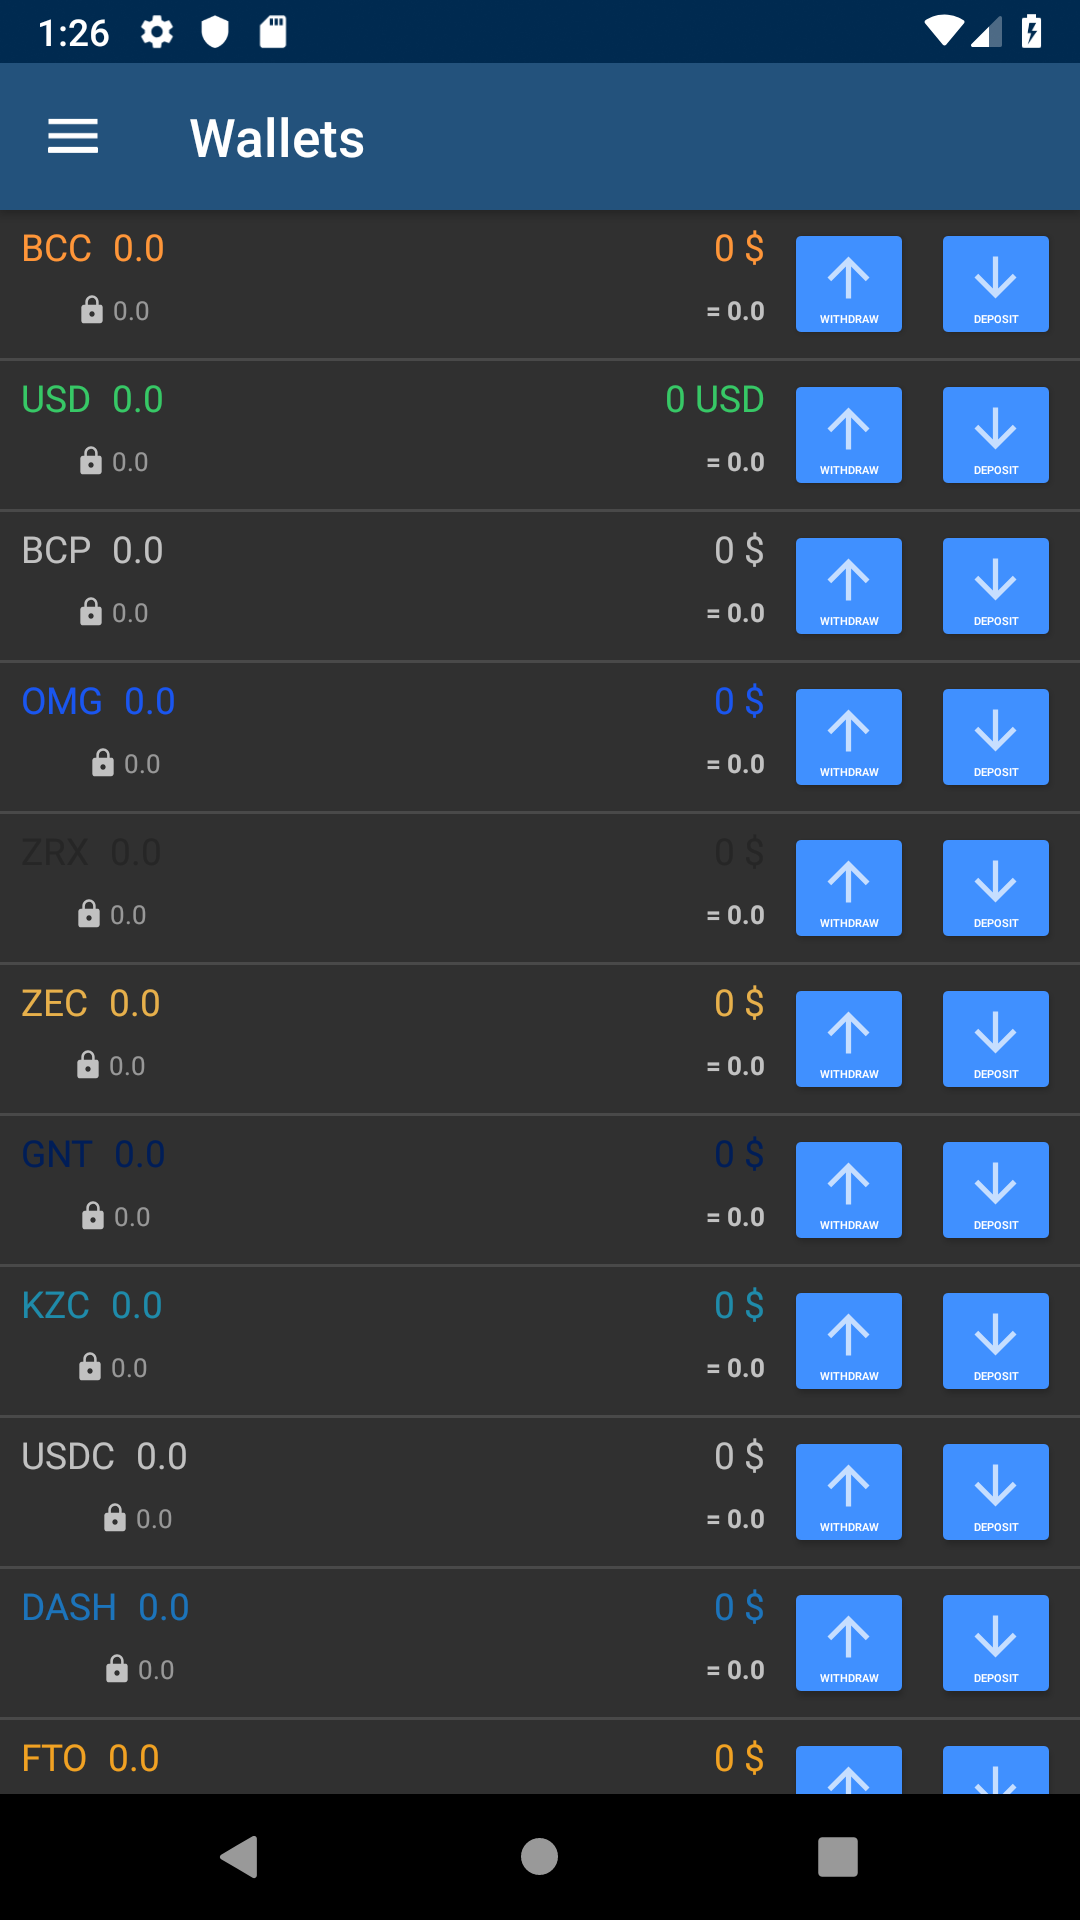 1:26
Wallets
BCC 0.0 0 $
0.0 = 0.0 WITHDRAW DEPOSIT
USD 0.0 0 USD
0.0 = 0.0 WITHDRAW DEPOSIT
BCP 0.0 0 $
0.0 = 0.0 WITHDRAW DEPOSIT
OMG 0.0 0 $
0.0 = 0.0 WITHDRAW DEPOSIT
ZRX 0.0 0 $
0.0 = 0.0 WITHDRAW DEPOSIT
ZEC 0.0 0 $
0.0 = 0.0 WITHDRAW DEPOSIT
GNT 0.0 0 $
0.0 = 0.0 WITHDRAW DEPOSIT
KZC 0.0 0 $
0.0 = 0.0 WITHDRAW DEPOSIT
USDC 0.0 0 $
0.0 = 0.0 WITHDRAW DEPOSIT
DASH 0.0 0 $
0.0 = 0.0 WITHDRAW DEPOSIT
FTO 0.0 0 $